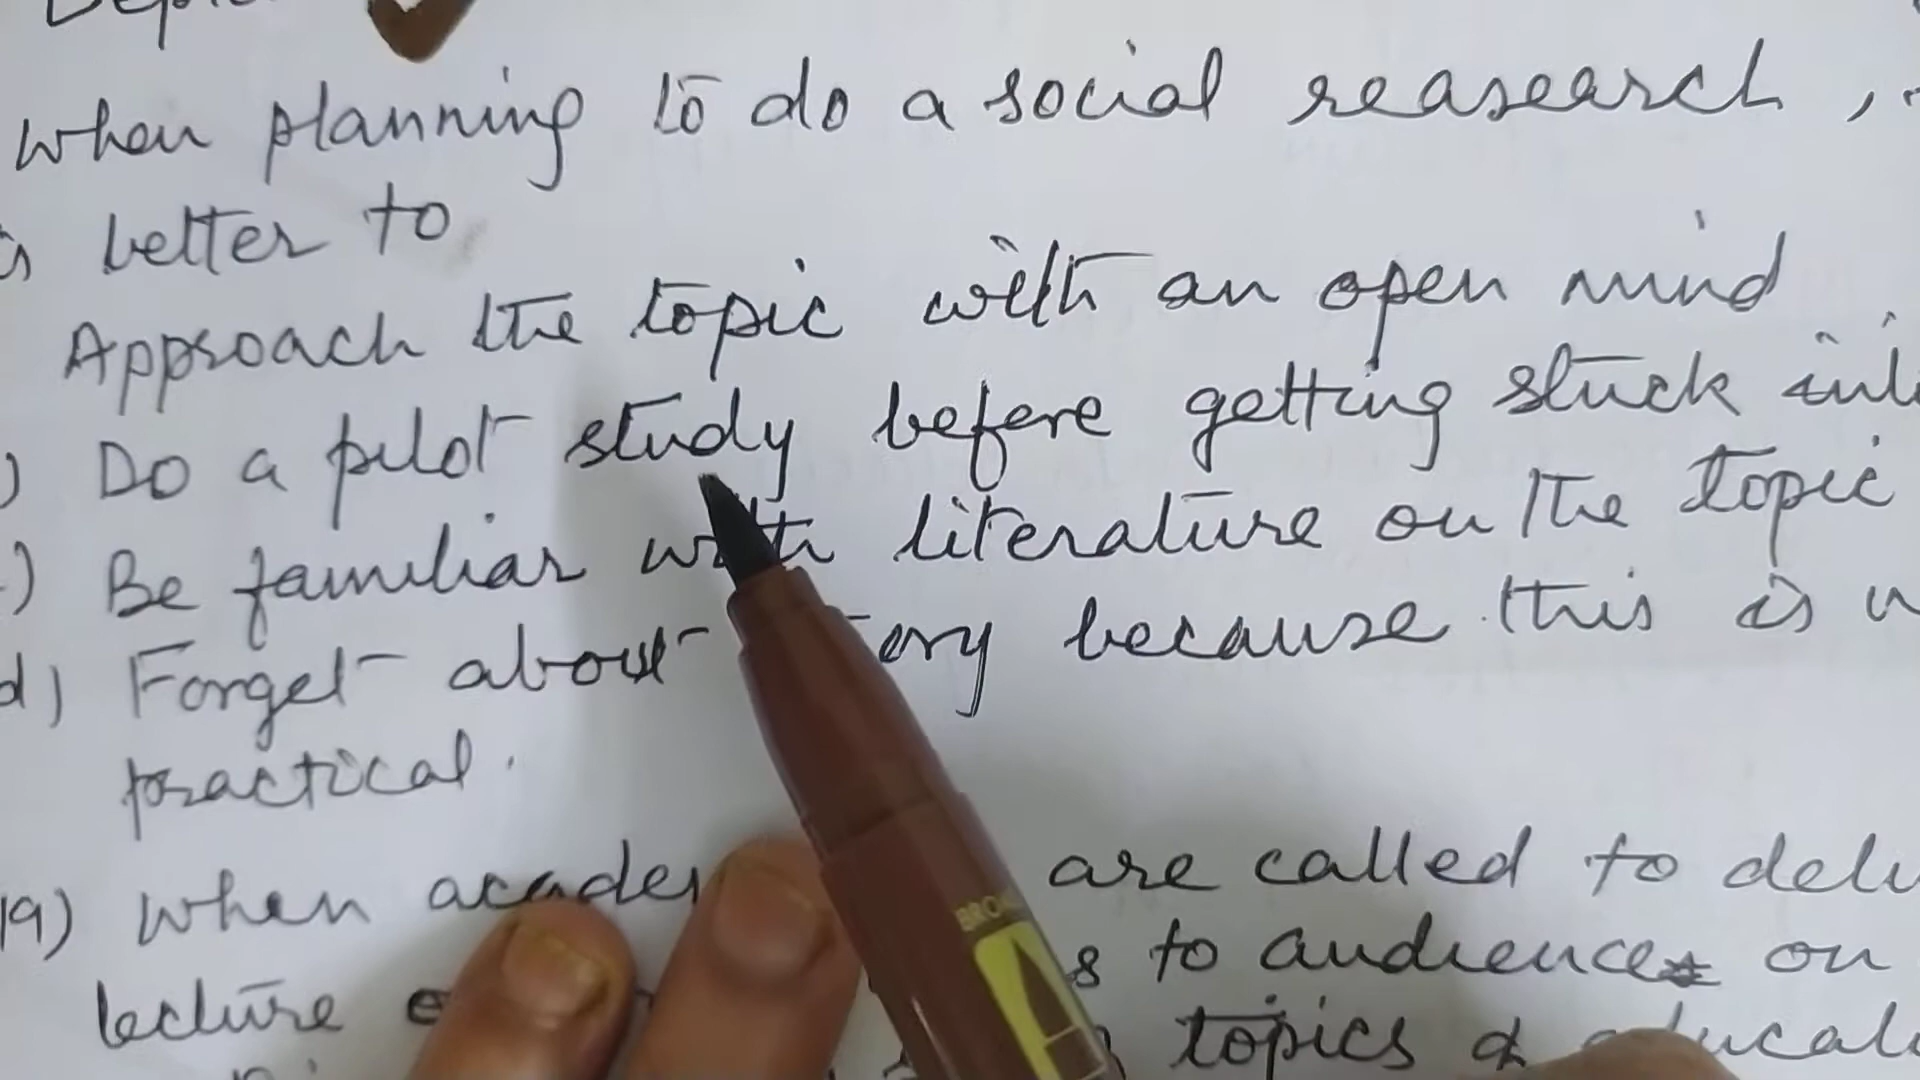 When planning to do a social reasearch,
is better to
Approach the topic with an open mind
) Do a pilot study before getting stuck
) Be familiar with literature on the topic
d) Forget about because this is
practical.
19) When are called to
lecture to audiences on
topics &